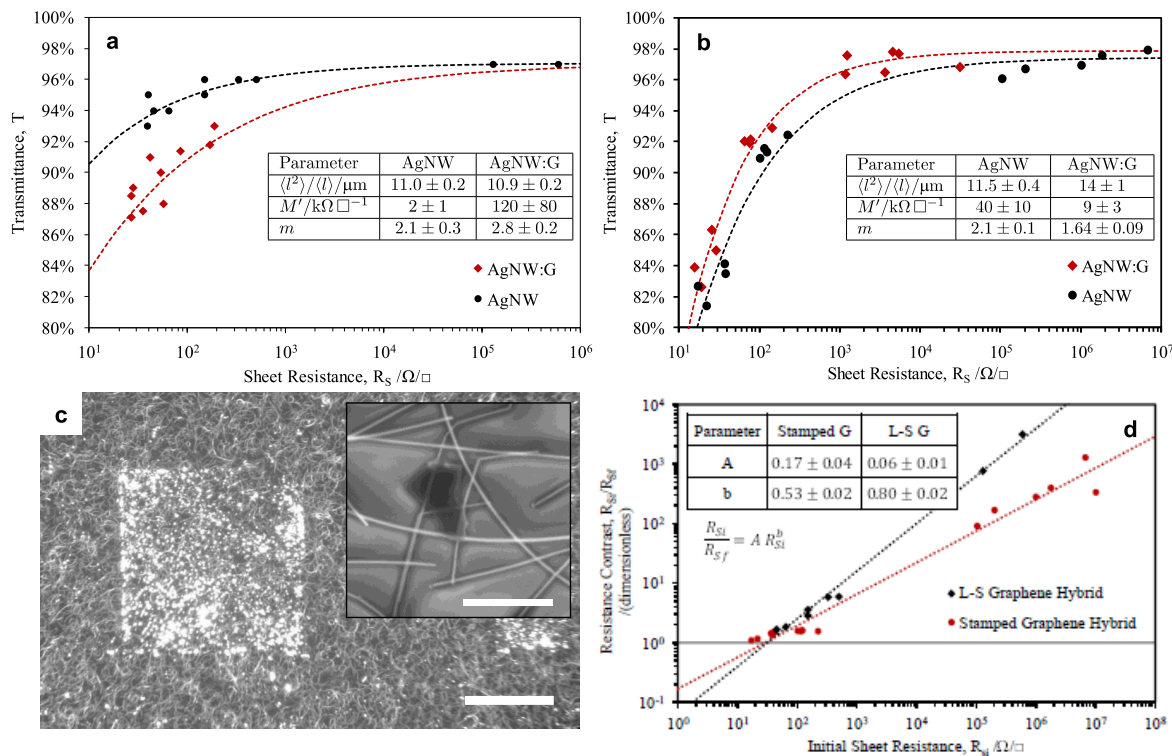 a
100%
98%
96%
94%
92%
90%
88%
86%
84%
82%
80%
Transmittance, T
10¹ 10² 10³ 10⁴ 10⁵ 10⁶
Sheet Resistance, R_S /Ω/□
Parameter AgNW AgNW:G
⟨l²⟩/⟨l⟩/µm 11.0 ± 0.2 10.9 ± 0.2
M′/kΩ □⁻¹ 2 ± 1 120 ± 80
m 2.1 ± 0.3 2.8 ± 0.2
AgNW:G
AgNW
b
100%
98%
96%
94%
92%
90%
88%
86%
84%
82%
80%
Transmittance, T
10¹ 10² 10³ 10⁴ 10⁵ 10⁶ 10⁷
Sheet Resistance, R_S /Ω/□
Parameter AgNW AgNW:G
⟨l²⟩/⟨l⟩/µm 11.5 ± 0.4 14 ± 1
M′/kΩ □⁻¹ 40 ± 10 9 ± 3
m 2.1 ± 0.1 1.64 ± 0.09
AgNW:G
AgNW
c
d
10⁴
10³
10²
10¹
10⁰
10⁻¹
Resistance Contrast, R_Si/R_Sf
/(dimensionless)
Parameter Stamped G L-S G
A 0.17 ± 0.04 0.06 ± 0.01
b 0.53 ± 0.02 0.80 ± 0.02
R_Si/R_Sf = A R_Si^b
L-S Graphene Hybrid
Stamped Graphene Hybrid
10⁰ 10¹ 10² 10³ 10⁴ 10⁵ 10⁶ 10⁷ 10⁸
Initial Sheet Resistance, R_si /Ω/□